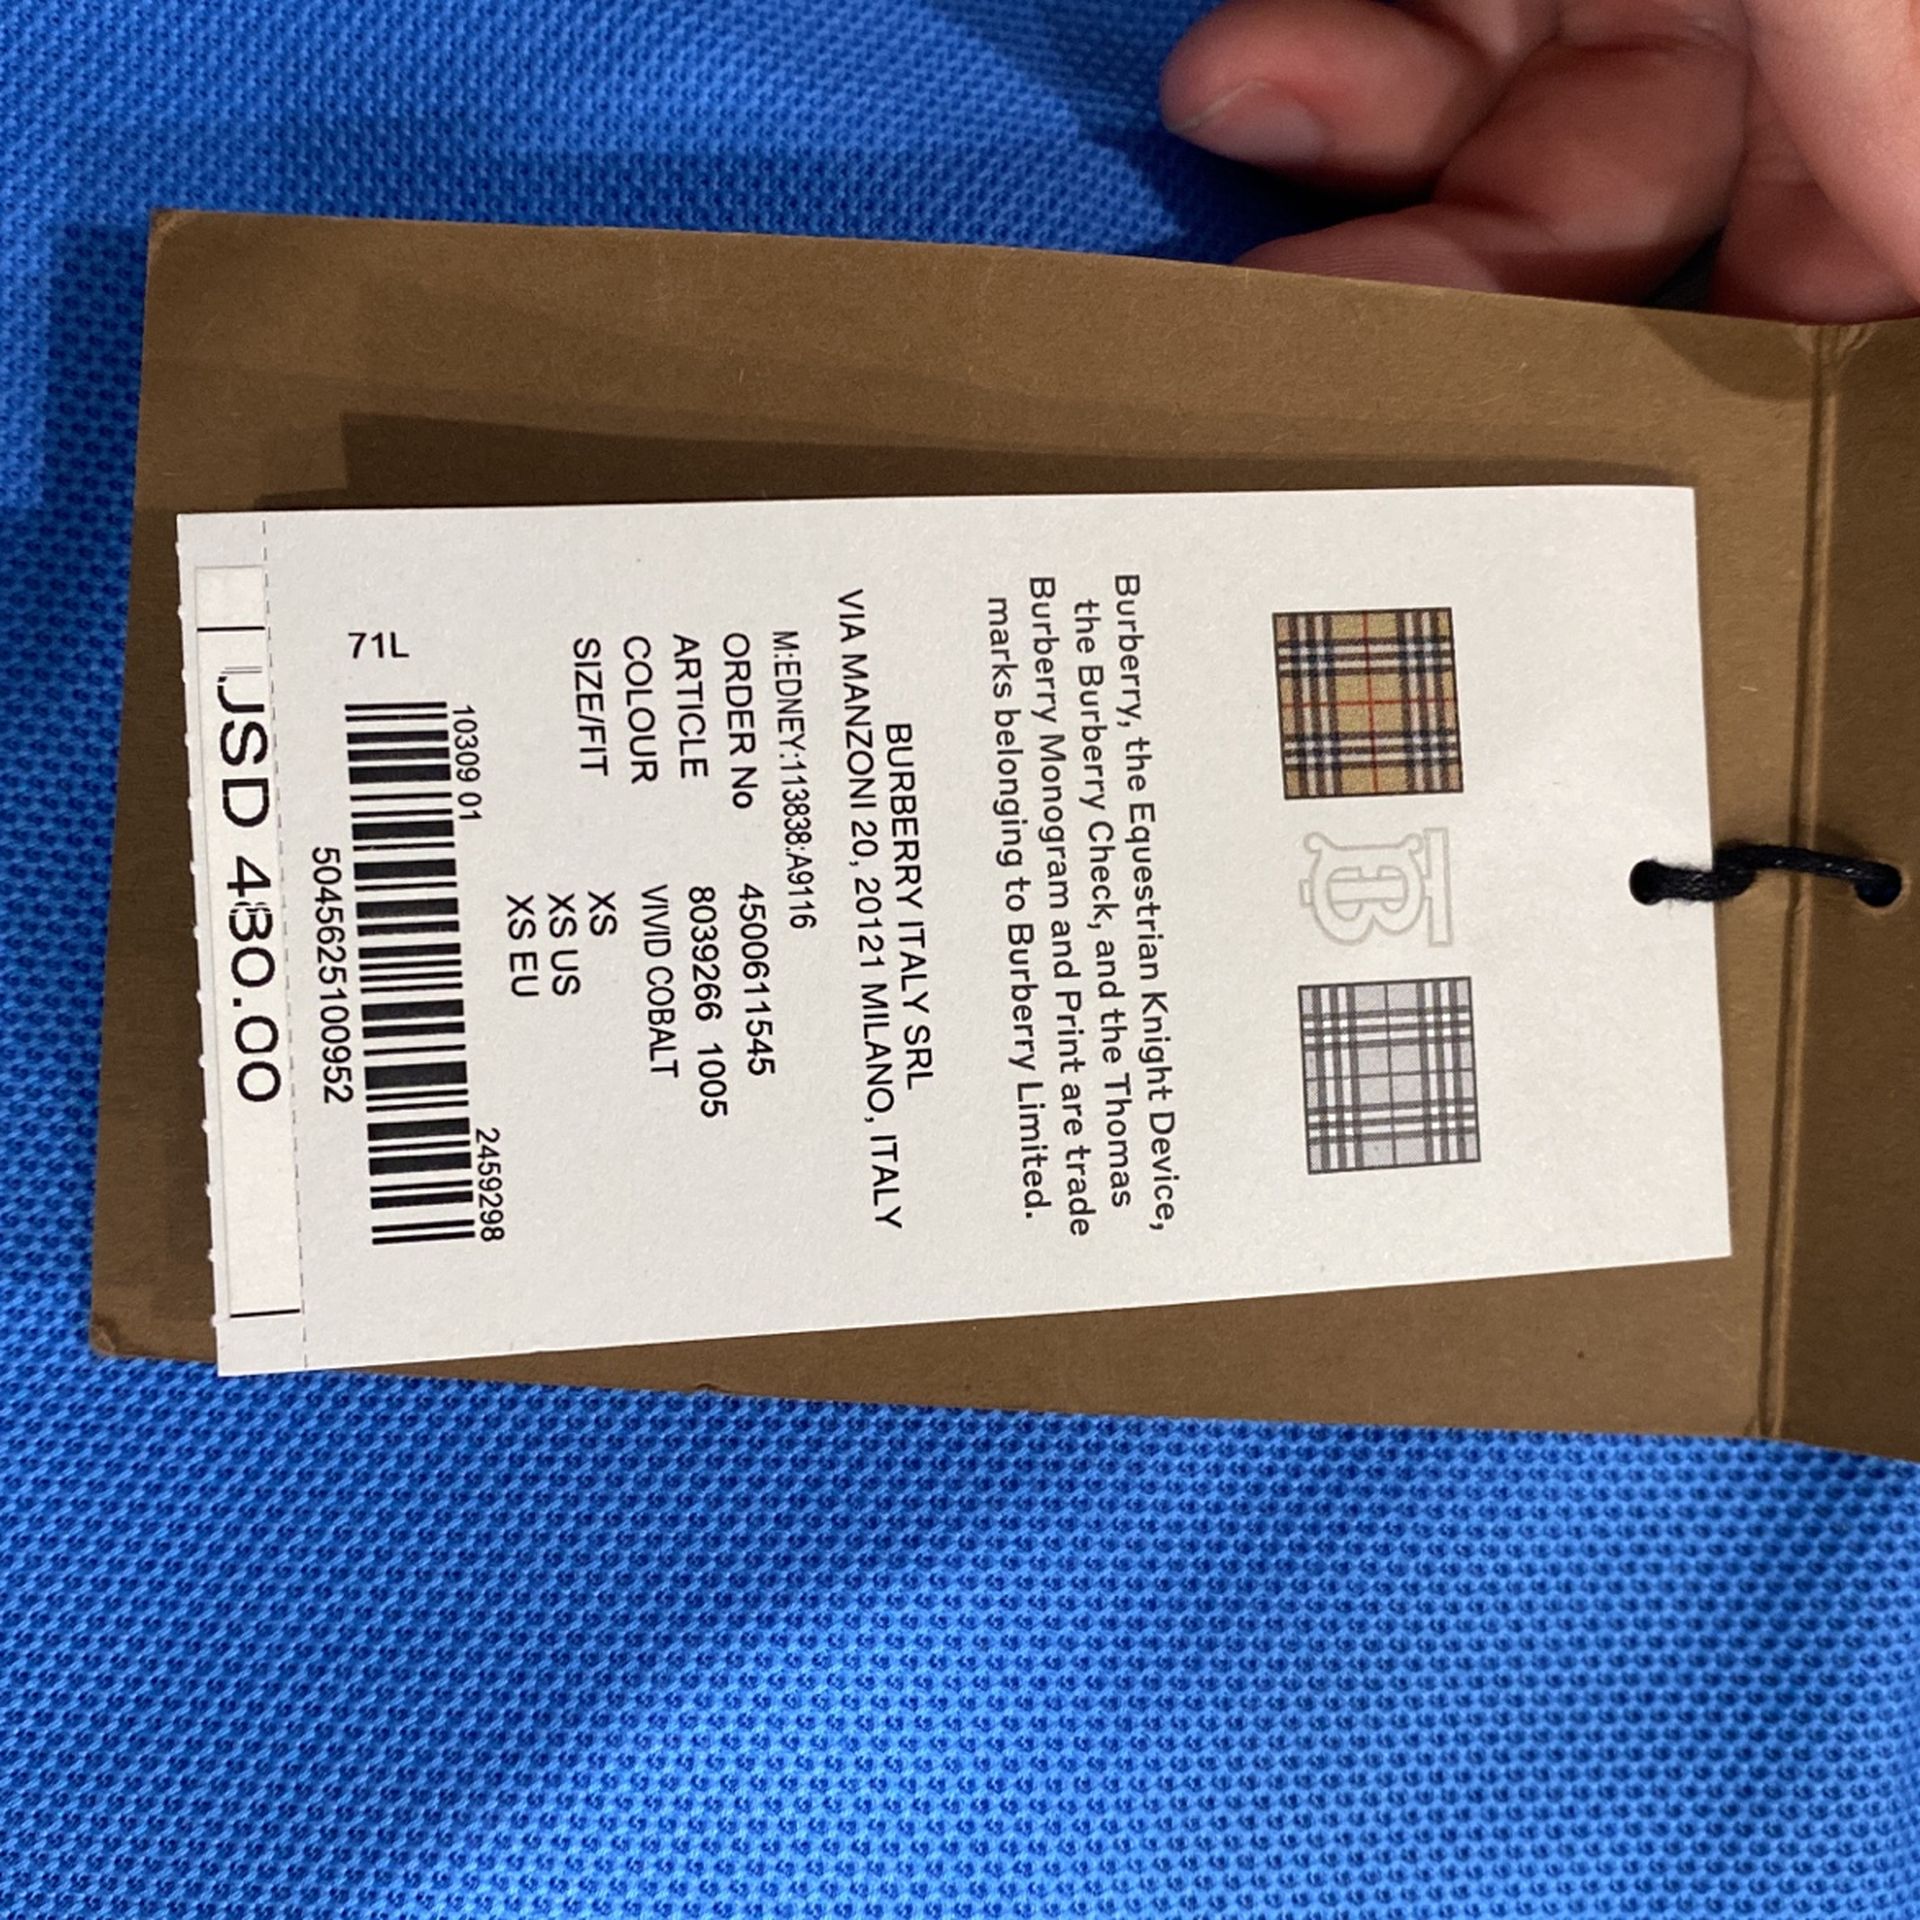 Burberry, the Equestrian Knight Device,
the Burberry Check, and the Thomas
Burberry Monogram and Print are trade
marks belonging to Burberry Limited.
BURBERRY ITALY SRL
VIA MANZONI 20, 20121 MILANO, ITALY
M:EDNEY:113838:A9116
ORDER No 4500611545
ARTICLE 8039266 1005
COLOUR VIVID COBALT
SIZE/FIT XS
XS US
XS EU
10309 01 2459298
71L
5045625100952
USD 480.00